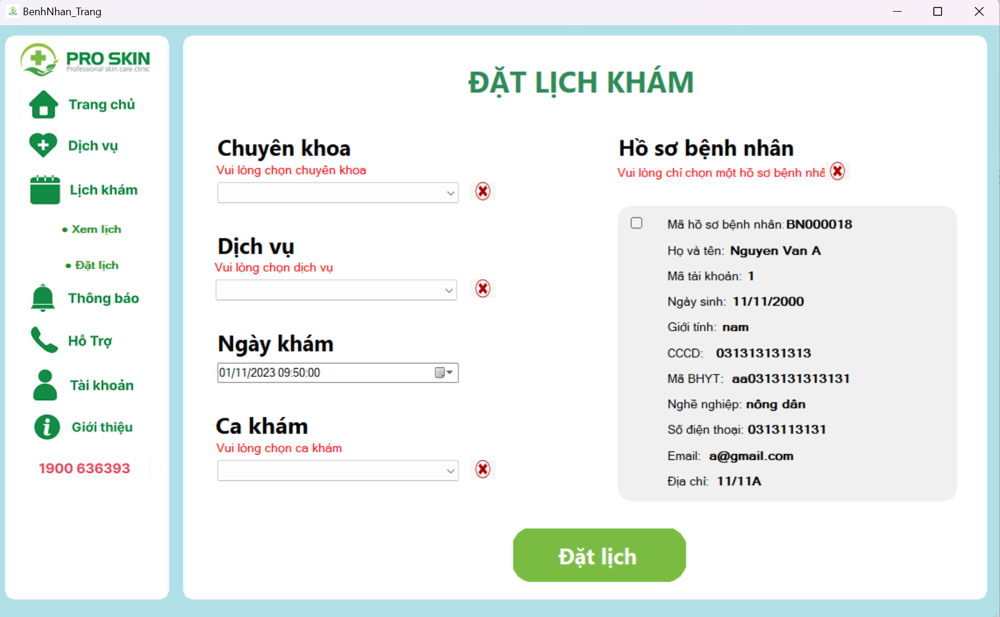 BenhNhan_Trang
PRO SKIN
Professional skin care clinic
Trang chủ
Dịch vụ
Lịch khám
• Xem lịch
• Đặt lịch
Thông báo
Hỗ Trợ
Tài khoản
Giới thiệu
1900 636393
ĐẶT LỊCH KHÁM
Chuyên khoa
Vui lòng chọn chuyên khoa
Dịch vụ
Vui lòng chọn dịch vụ
Ngày khám
01/11/2023 09:50:00
Ca khám
Vui lòng chọn ca khám
Hồ sơ bệnh nhân
Vui lòng chỉ chọn một hồ sơ bệnh nhâ
Mã hồ sơ bệnh nhân: BN000018
Họ và tên: Nguyen Van A
Mã tài khoản: 1
Ngày sinh: 11/11/2000
Giới tính: nam
CCCD: 031313131313
Mã BHYT: aa0313131313131
Nghề nghiệp: nông dân
Số điện thoại: 0313113131
Email: a@gmail.com
Địa chỉ: 11/11A
Đặt lịch